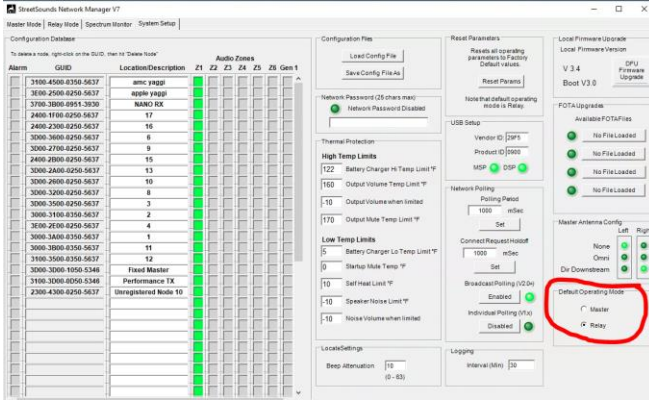 StreetSounds Network Manager V7
Master Mode | Relay Mode | Spectrum Monitor | System Setup
Configuration Database
To delete a node, right-click on the GUID, then hit "Delete Node"
Audio Zones
Alarm GUID Location/Description Z1 Z2 Z3 Z4 Z5 Z6 Gen 1
3100-4500-0350-5637 amc yaggi
3E00-2500-0250-5637 apple yaggi
3700-3B00-0951-3930 NANO RX
2400-1F00-0250-5637 17
2400-2300-0250-5637 16
3D00-3600-0250-5637 6
3D00-2700-0250-5637 9
2400-2B00-0250-5637 15
3D00-2A00-0250-5637 13
3D00-2600-0250-5637 10
3D00-3200-0250-5637 8
3D00-3500-0250-5637 3
3000-3100-0350-5637 2
3E00-2E00-0250-5637 4
3000-3A00-0350-5637 1
3000-3B00-0350-5637 11
3100-3500-0350-5637 12
3D00-3D00-1050-5346 Fixed Master
3100-3D00-0D50-5346 Performance TX
2300-4300-0250-5637 Unregistered Node 10
Configuration Files
Load Config File
Save Config File As
Network Password (25 chars max)
Network Password Disabled
Thermal Protection
High Temp Limits
122 Battery Charger Hi Temp Limit °F
160 Output Volume Temp Limit °F
-10 Output Volume when limited
170 Output Mute Temp Limit °F
Low Temp Limits
5 Battery Charger Lo Temp Limit °F
0 Startup Mute Temp °F
10 Self Heat Limit °F
-10 Speaker Noise Limit °F
-10 Noise Volume when limited
Locate Settings
Beep Attenuation 10
(0 - 63)
Reset Parameters
Resets all operating
parameters to Factory
Default values.
Reset Params
Note that default operating
mode is Relay.
USB Setup
Vendor ID: 29F5
Product ID 0900
MSP DSP
Network Polling
Polling Period
1000 mSec
Set
Connect Request Holdoff
1000 mSec
Set
Broadcast Polling (V2.0+)
Enabled
Individual Polling (V1.x)
Disabled
Logging
Interval (Min) 30
Local Firmware Upgrade
Local Firmware Version
V 3.4
Boot V3.0
DFU
Firmware
Upgrade
FOTA Upgrades
Available FOTA Files
No File Loaded
No File Loaded
No File Loaded
No File Loaded
Master Antenna Config
Left Righ
None
Omni
Dir Downstream
Default Operating Mode
Master
Relay